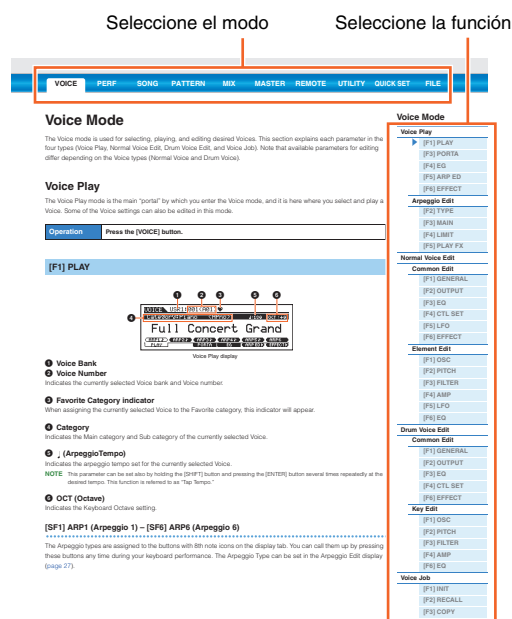 Seleccione el modo
Seleccione la función
VOICE PERF SONG PATTERN MIX MASTER REMOTE UTILITY QUICK SET FILE
Voice Mode
The Voice mode is used for selecting, playing, and editing desired Voices. This section explains each parameter in the
four types (Voice Play, Normal Voice Edit, Drum Voice Edit, and Voice Job). Note that available parameters for editing
differ depending on the Voice types (Normal Voice and Drum Voice).
Voice Play
The Voice Play mode is the main “portal” by which you enter the Voice mode, and it is here where you select and play a
Voice. Some of the Voice settings can also be edited in this mode.
Operation Press the [VOICE] button.
[F1] PLAY
❶ ❷ ❸ ❺ ❻
VOICE USR1:001(A01)
❹
Full Concert Grand
Voice Play display
❶ Voice Bank
❷ Voice Number
Indicates the currently selected Voice bank and Voice number.
❸ Favorite Category indicator
When assigning the currently selected Voice to the Favorite category, this indicator will appear.
❹ Category
Indicates the Main category and Sub category of the currently selected Voice.
❺ ♩ (ArpeggioTempo)
Indicates the arpeggio tempo set for the currently selected Voice.
NOTE This parameter can be set also by holding the [SHIFT] button and pressing the [ENTER] button several times repeatedly at the
desired tempo. This function is referred to as “Tap Tempo.”
❻ OCT (Octave)
Indicates the Keyboard Octave setting.
[SF1] ARP1 (Arpeggio 1) – [SF6] ARP6 (Arpeggio 6)
The Arpeggio types are assigned to the buttons with 8th note icons on the display tab. You can call them up by pressing
these buttons any time during your keyboard performance. The Arpeggio Type can be set in the Arpeggio Edit display
(page 27).
Voice Mode
Voice Play
[F1] PLAY
[F3] PORTA
[F4] EG
[F5] ARP ED
[F6] EFFECT
Arpeggio Edit
[F2] TYPE
[F3] MAIN
[F4] LIMIT
[F5] PLAY FX
Normal Voice Edit
Common Edit
[F1] GENERAL
[F2] OUTPUT
[F3] EQ
[F4] CTL SET
[F5] LFO
[F6] EFFECT
Element Edit
[F1] OSC
[F2] PITCH
[F3] FILTER
[F4] AMP
[F5] LFO
[F6] EQ
Drum Voice Edit
Common Edit
[F1] GENERAL
[F2] OUTPUT
[F3] EQ
[F4] CTL SET
[F6] EFFECT
Key Edit
[F1] OSC
[F2] PITCH
[F3] FILTER
[F4] AMP
[F6] EQ
Voice Job
[F1] INIT
[F2] RECALL
[F3] COPY